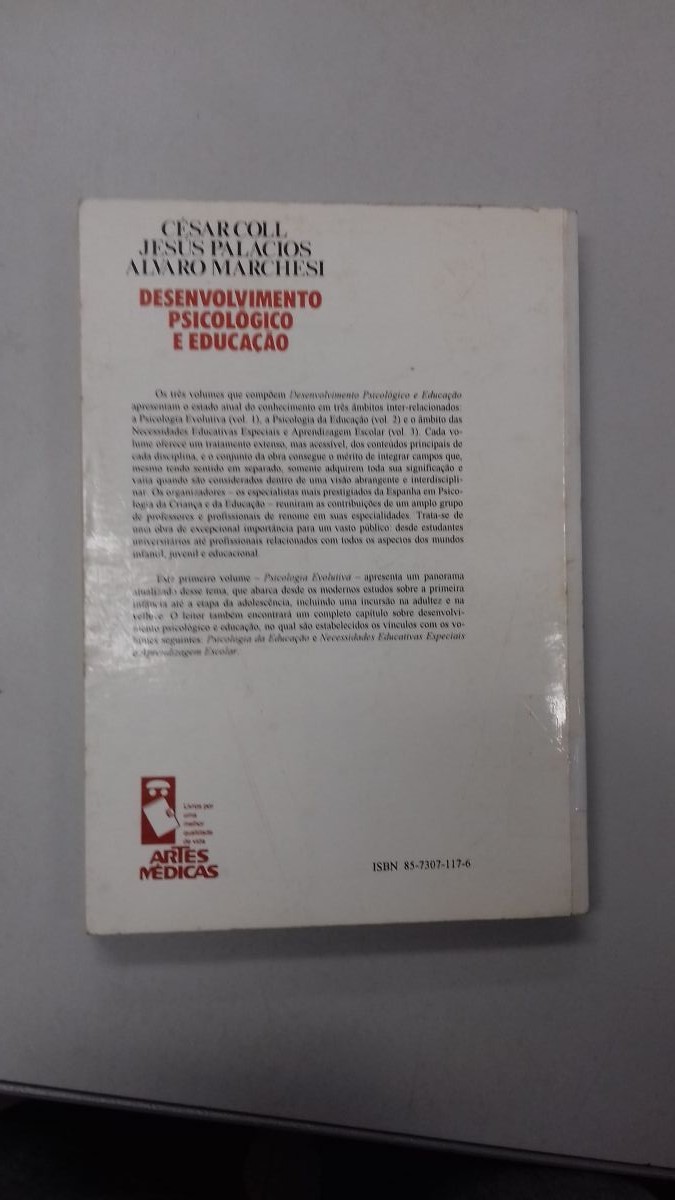 CÉSAR COLL
JESÚS PALACIOS
ALVARO MARCHESI
DESENVOLVIMENTO
PSICOLÓGICO
E EDUCAÇÃO
Os três volumes que compõem Desenvolvimento Psicológico e Educação
apresentam o estado atual do conhecimento em três âmbitos inter-relacionados:
a Psicologia Evolutiva (vol. 1), a Psicologia da Educação (vol. 2) e o âmbito das
Necessidades Educativas Especiais e Aprendizagem Escolar (vol. 3). Cada vo-
lume oferece um tratamento extenso, mas acessível, dos conteúdos principais de
cada disciplina, e o conjunto da obra consegue o mérito de integrar campos que,
mesmo tendo sentido em separado, somente adquirem toda sua significação e
valia quando são considerados dentro de uma visão abrangente e interdiscipli-
nar. Os organizadores – os especialistas mais prestigiados da Espanha em Psico-
logia da Criança e da Educação – reuniram as contribuições de um amplo grupo
de professores e profissionais de renome em suas especialidades. Trata-se de
uma obra de excepcional importância para um vasto público: desde estudantes
universitários até profissionais relacionados com todos os aspectos dos mundos
infantil, juvenil e educacional.
Este primeiro volume – Psicologia Evolutiva – apresenta um panorama
atualizado desse tema, que abarca desde os modernos estudos sobre a primeira
infância até a etapa da adolescência, incluindo uma incursão na adultez e na
velhice. O leitor também encontrará um completo capítulo sobre desenvolvi-
mento psicológico e educação, no qual são estabelecidos os vínculos com os vo-
lumes seguintes: Psicologia da Educação e Necessidades Educativas Especiais
e Aprendizagem Escolar.
Livros por
uma
melhor
qualidade
de vida
ARTES
MÉDICAS
ISBN 85-7307-117-6